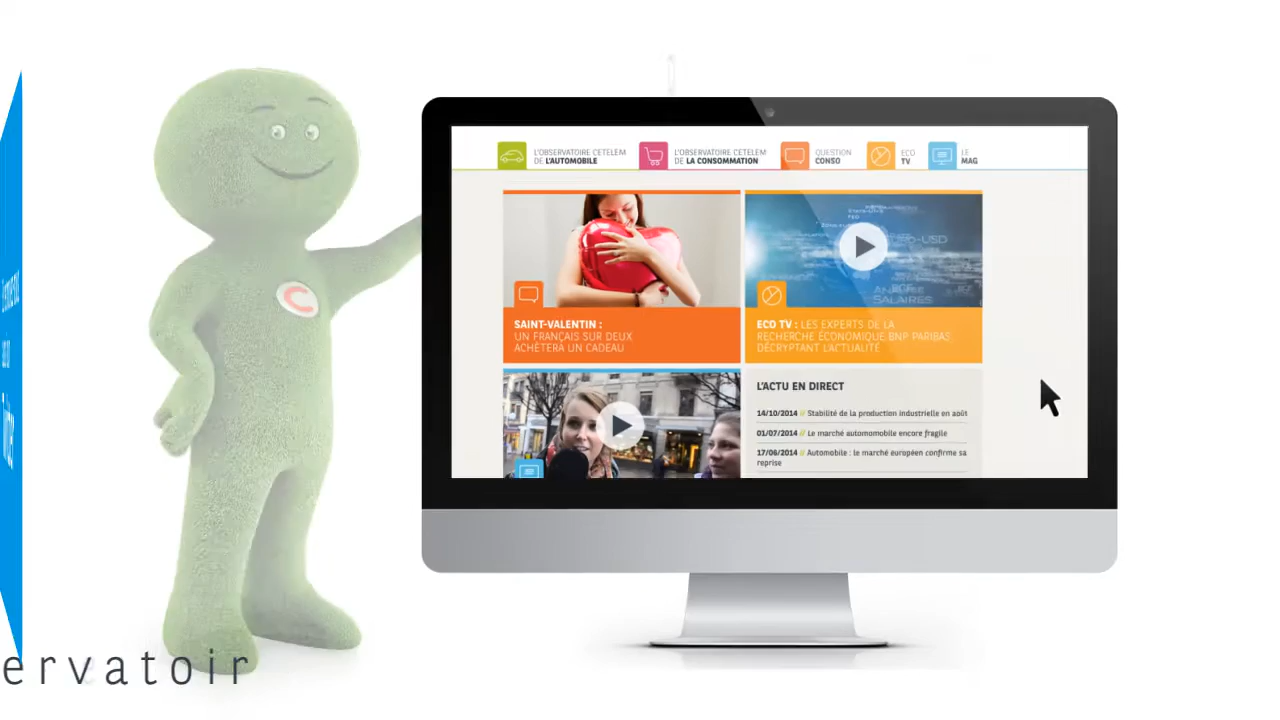 L'OBSERVATOIRE CETELEM
DE L'AUTOMOBILE
L'OBSERVATOIRE CETELEM
DE LA CONSOMMATION
QUESTION
CONSO
ECO
TV
LE
MAG
SAINT-VALENTIN :
UN FRANÇAIS SUR DEUX
ACHÈTERA UN CADEAU
ECO TV : LES EXPERTS DE LA
RECHERCHE ÉCONOMIQUE BNP PARIBAS
DÉCRYPTANT L'ACTUALITÉ
L'ACTU EN DIRECT
14/10/2014 // Stabilité de la production industrielle en août
01/07/2014 // Le marché automomobile encore fragile
17/06/2014 // Automobile : le marché européen confirme sa
reprise
SALAIRES
C
Twitter
ervatoir